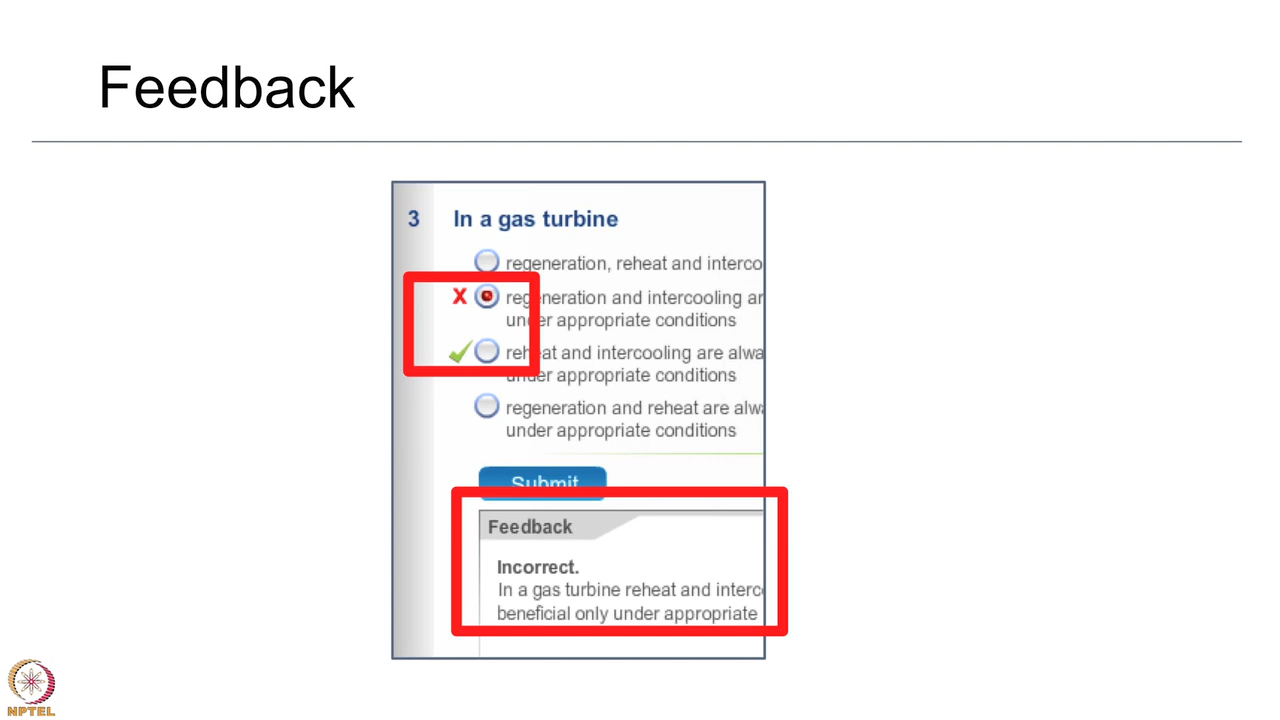 Feedback
3 In a gas turbine
regeneration, reheat and interco
X regeneration and intercooling ar
under appropriate conditions
reheat and intercooling are alwa
under appropriate conditions
regeneration and reheat are alwa
under appropriate conditions
Submit
Feedback
Incorrect.
In a gas turbine reheat and interc
beneficial only under appropriate
NPTEL